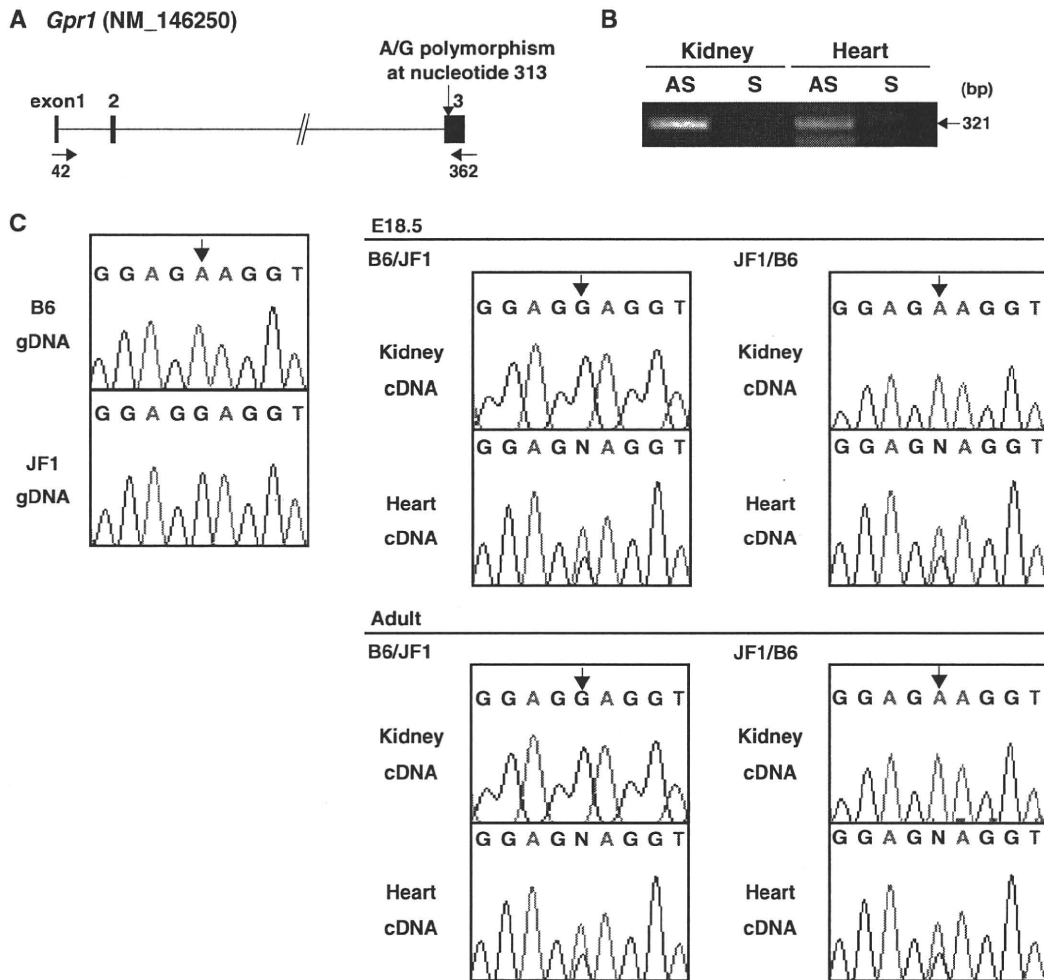 A Gpr1 (NM_146250)
A/G polymorphism
at nucleotide 313
exon1 2 3
42 362
B
Kidney Heart
AS S AS S (bp)
321
C
G G A G A A G G T
B6
gDNA
G G A G G A G G T
JF1
gDNA
E18.5
B6/JF1 JF1/B6
G G A G G A G G T
Kidney
cDNA
G G A G A A G G T
Kidney
cDNA
G G A G N A G G T
Heart
cDNA
G G A G N A G G T
Heart
cDNA
Adult
B6/JF1 JF1/B6
G G A G G A G G T
Kidney
cDNA
G G A G A A G G T
Kidney
cDNA
G G A G N A G G T
Heart
cDNA
G G A G N A G G T
Heart
cDNA